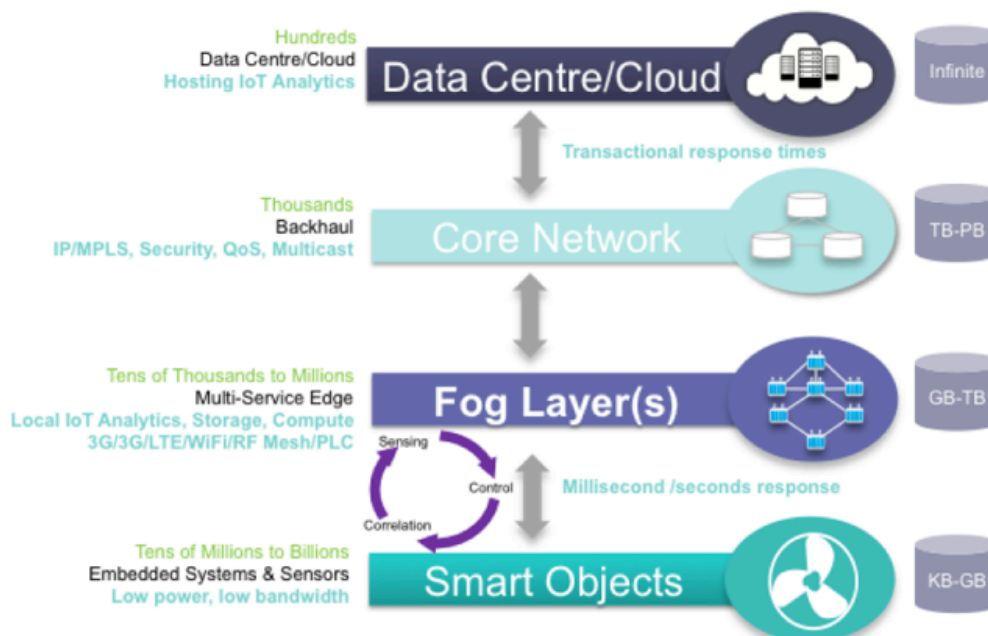 Hundreds
Data Centre/Cloud
Hosting IoT Analytics
Data Centre/Cloud
Infinite
Transactional response times
Thousands
Backhaul
IP/MPLS, Security, QoS, Multicast
Core Network
TB-PB
Tens of Thousands to Millions
Multi-Service Edge
Local IoT Analytics, Storage, Compute
3G/3G/LTE/WiFi/RF Mesh/PLC
Fog Layer(s)
GB-TB
Sensing
Control
Correlation
Millisecond /seconds response
Tens of Millions to Billions
Embedded Systems & Sensors
Low power, low bandwidth
Smart Objects
KB-GB